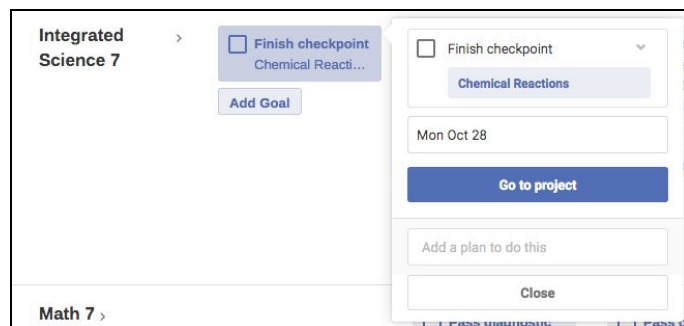 Integrated
Science 7
Finish checkpoint
Chemical Reacti...
Add Goal
Finish checkpoint
Chemical Reactions
Mon Oct 28
Go to project
Add a plan to do this
Close
Math 7
Pass diagnostic
Pass